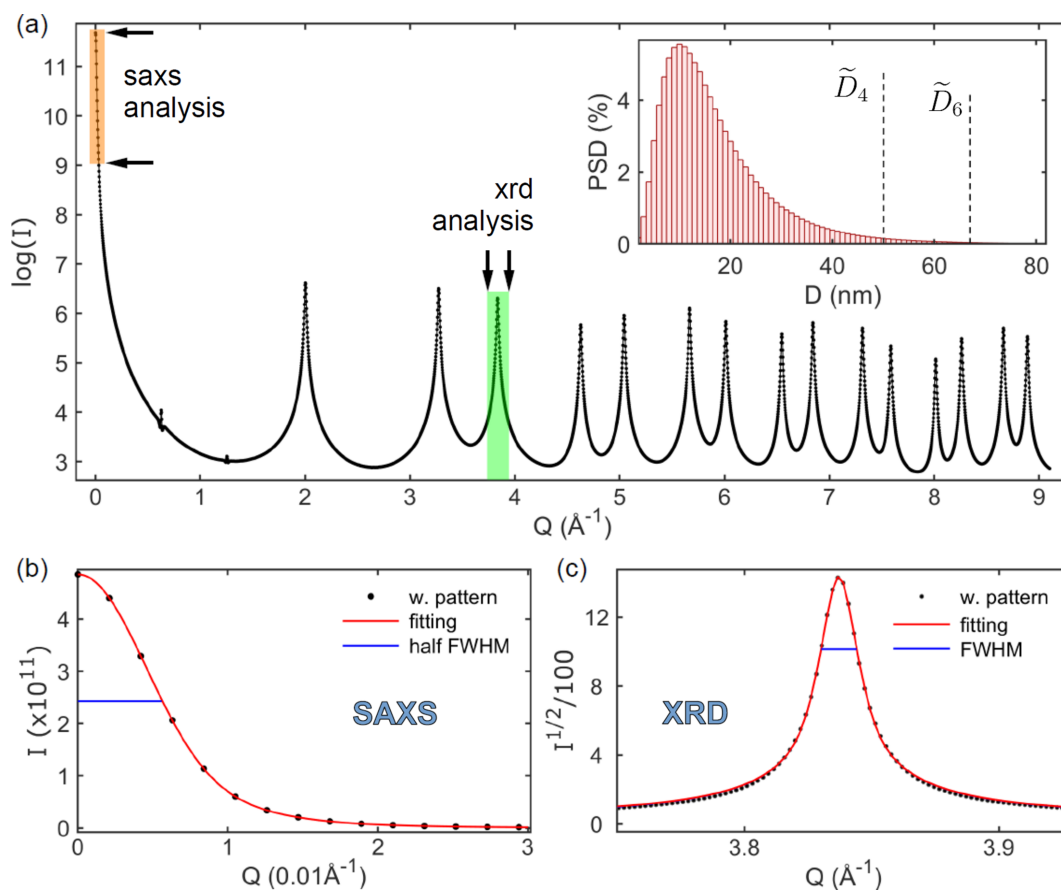 (a)
11
10
9
8
7
6
5
4
3
log(I)
saxs
analysis
xrd
analysis
0 1 2 3 4 5 6 7 8 9
Q (Å⁻¹)
4
2
0
PSD (%)
D̃₄
D̃₆
20 40 60 80
D (nm)
(b)
4
3
2
1
0
I (x10¹¹)
w. pattern
fitting
half FWHM
SAXS
0 1 2 3
Q (0.01Å⁻¹)
(c)
12
8
4
0
I¹ᐟ²/100
w. pattern
fitting
FWHM
XRD
3.8 3.9
Q (Å⁻¹)